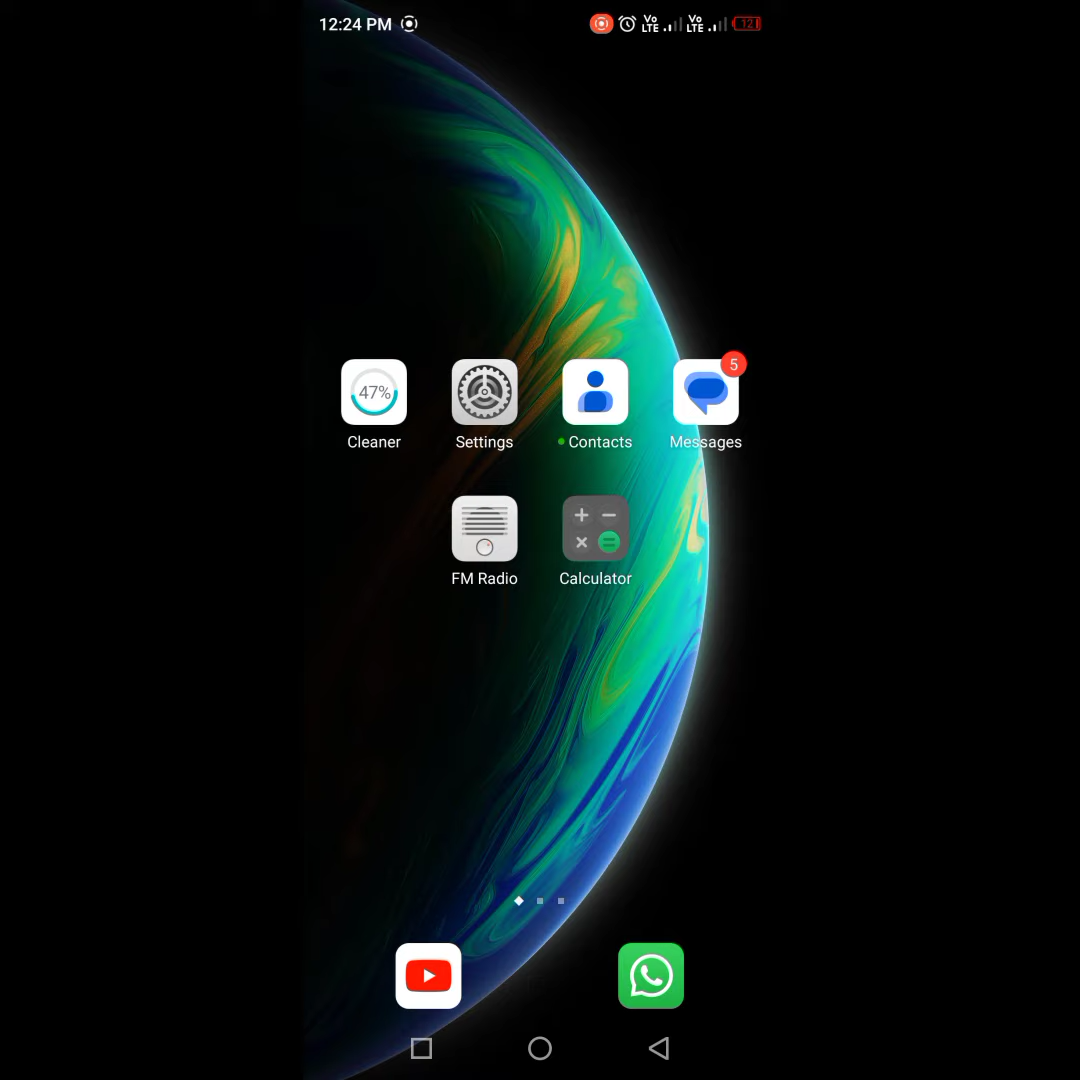 12:24 PM
Vo LTE Vo LTE 12
47%
5
Cleaner Settings Contacts Messages
FM Radio Calculator